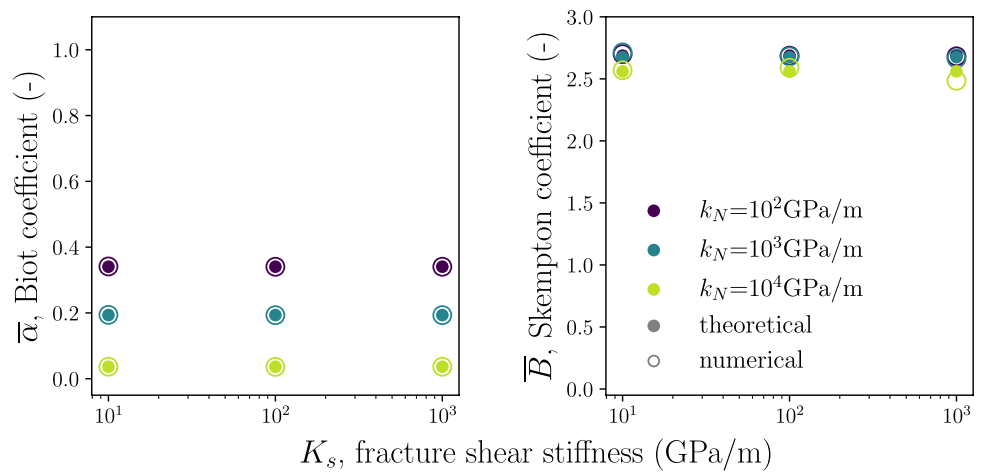 α̅, Biot coefficient (-)
1.0
0.8
0.6
0.4
0.2
0.0
10¹
10²
10³
B̅, Skempton coefficient (-)
3.0
2.5
2.0
1.5
1.0
0.5
0.0
10¹
10²
10³
k_N=10²GPa/m
k_N=10³GPa/m
k_N=10⁴GPa/m
theoretical
numerical
K_s, fracture shear stiffness (GPa/m)